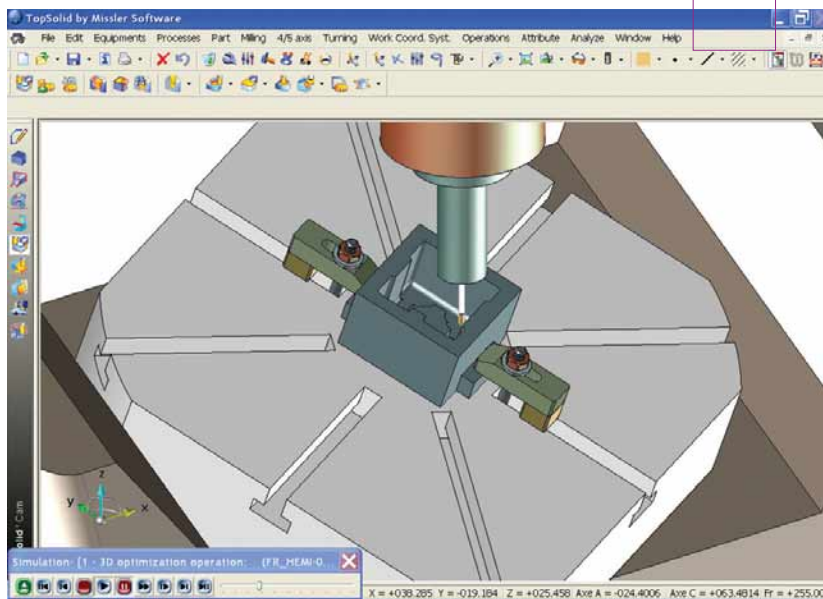 TopSolid by Missler Software
File Edit Equipments Processes Part Milling 4/5 axis Turning Work Coord. Syst. Operations Attribute Analyze Window Help
z
y x
Cam
Simulation- [1 - 3D optimization operation: (FR_HEMI-O...
X = +038.285 Y = -019.184 Z = +025.458 Axe A = -024.4006 Axe C = +063.4814 Fr = +255.00